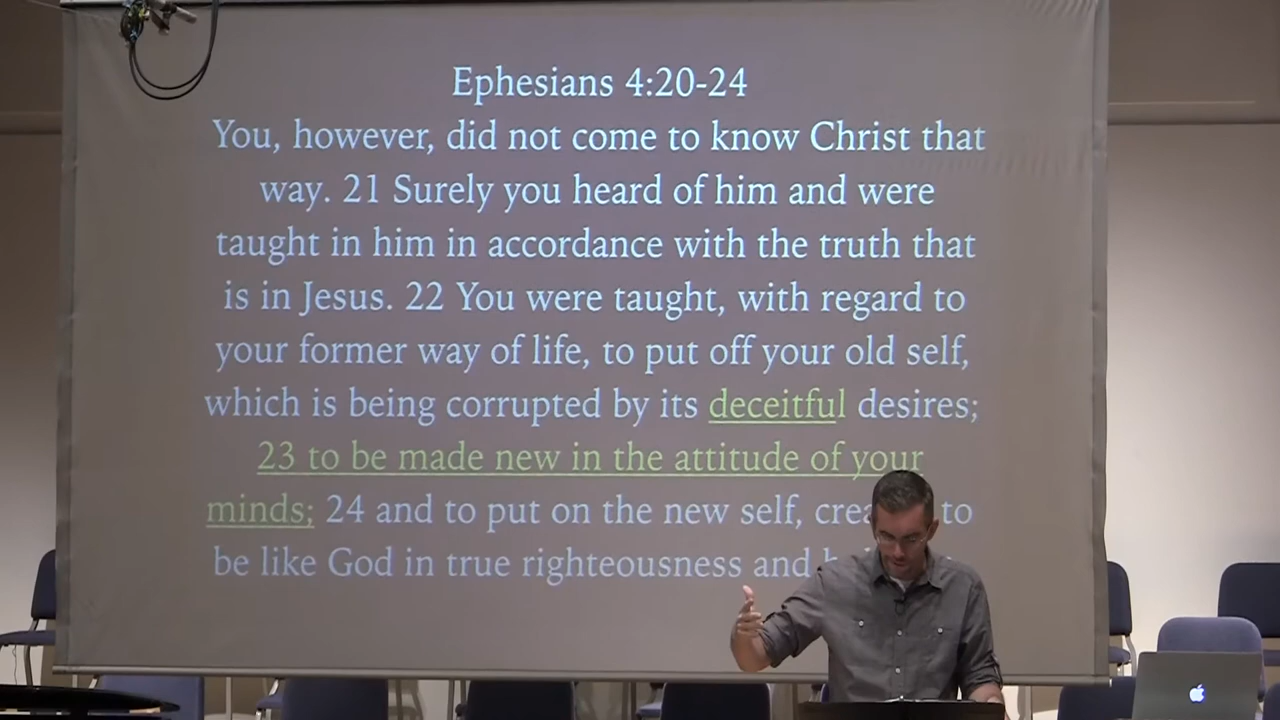 Ephesians 4:20-24
You, however, did not come to know Christ that
way. 21 Surely you heard of him and were
taught in him in accordance with the truth that
is in Jesus. 22 You were taught, with regard to
your former way of life, to put off your old self,
which is being corrupted by its deceitful desires;
23 to be made new in the attitude of your
minds; 24 and to put on the new self, crea to
be like God in true righteousness and h